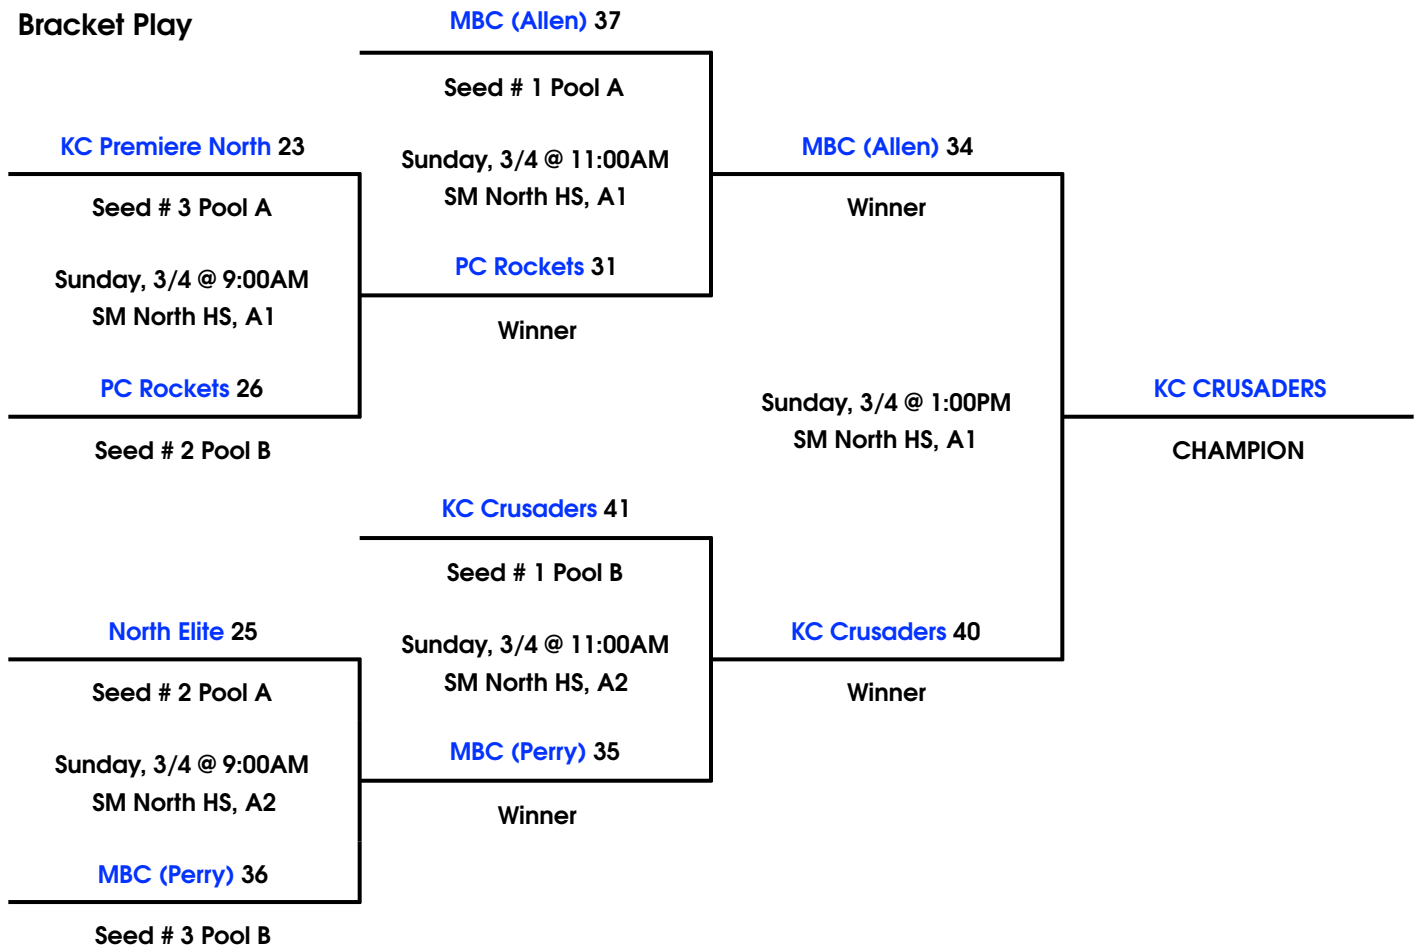 Bracket Play
MBC (Allen) 37
Seed # 1 Pool A
KC Premiere North 23
Sunday, 3/4 @ 11:00AM
SM North HS, A1
MBC (Allen) 34
Seed # 3 Pool A
Winner
Sunday, 3/4 @ 9:00AM
SM North HS, A1
PC Rockets 31
Winner
PC Rockets 26
Seed # 2 Pool B
Sunday, 3/4 @ 1:00PM
SM North HS, A1
KC CRUSADERS
CHAMPION
KC Crusaders 41
Seed # 1 Pool B
North Elite 25
Sunday, 3/4 @ 11:00AM
SM North HS, A2
KC Crusaders 40
Seed # 2 Pool A
Winner
Sunday, 3/4 @ 9:00AM
SM North HS, A2
MBC (Perry) 35
Winner
MBC (Perry) 36
Seed # 3 Pool B